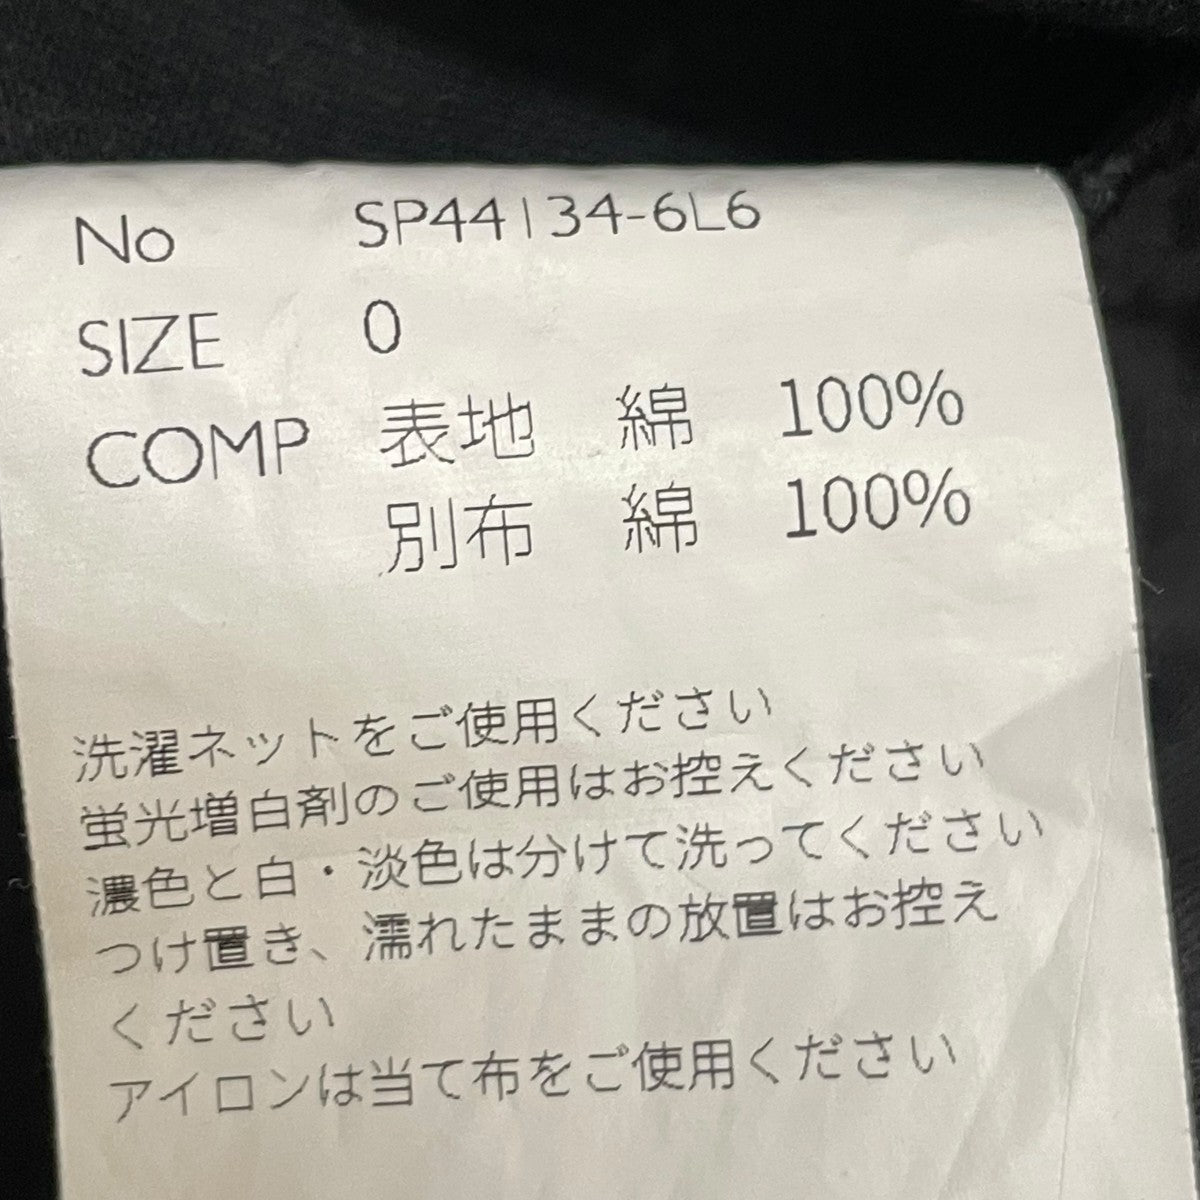 No SP44134-6L6
SIZE 0
COMP 表地 綿 100%
別布 綿 100%
洗濯ネットをご使用ください
蛍光増白剤のご使用はお控えください
濃色と白・淡色は分けて洗ってください
つけ置き、濡れたままの放置はお控え
ください
アイロンは当て布をご使用ください